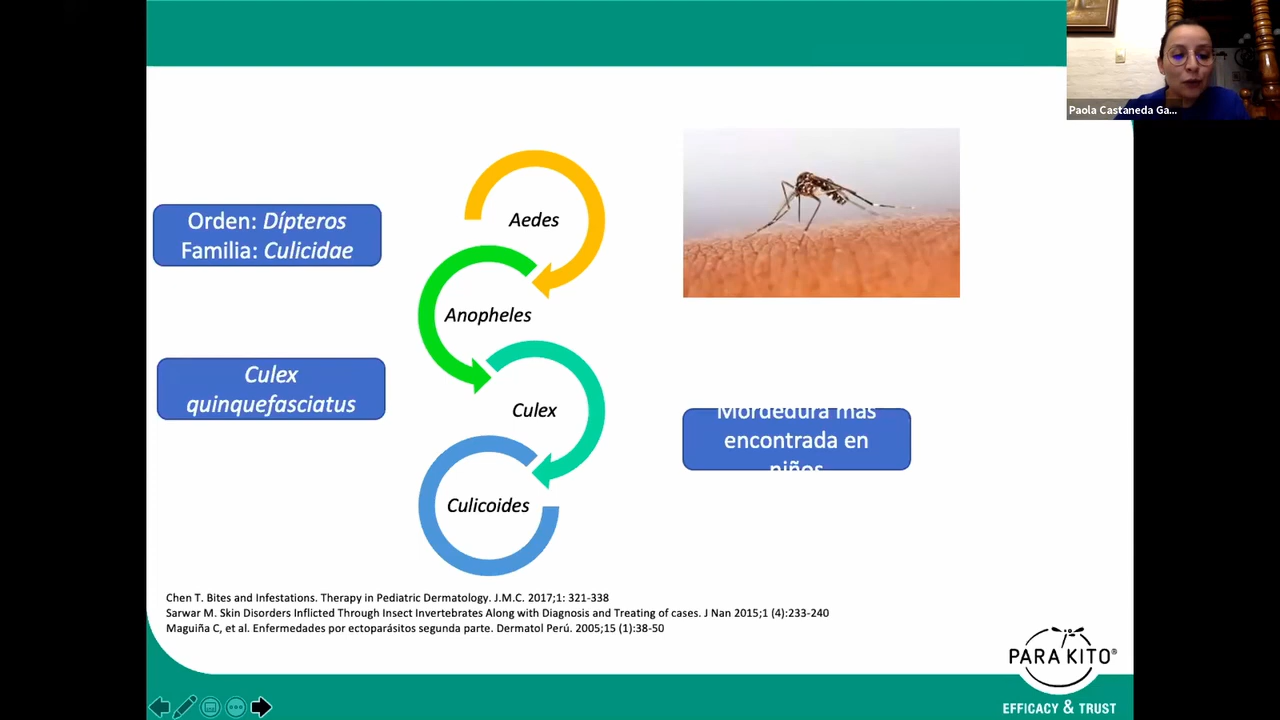 Paola Castaneda Ga...
Orden: Dípteros
Familia: Culicidae
Aedes
Anopheles
Culex
quinquefasciatus
Culex
Mordedura más
encontrada en
niños
Culicoides
Chen T. Bites and Infestations. Therapy in Pediatric Dermatology. J.M.C. 2017;1: 321-338
Sarwar M. Skin Disorders Inflicted Through Insect Invertebrates Along with Diagnosis and Treating of cases. J Nan 2015;1 (4):233-240
Maguiña C, et al. Enfermedades por ectoparásitos segunda parte. Dermatol Perú. 2005;15 (1):38-50
PARA KITO®
EFFICACY & TRUST